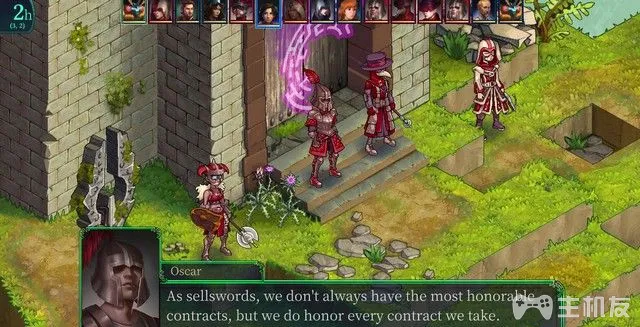 2h
(3, 2)
Oscar
As sellswords, we don't always have the most honorable
contracts, but we do honor every contract we take.
主机友